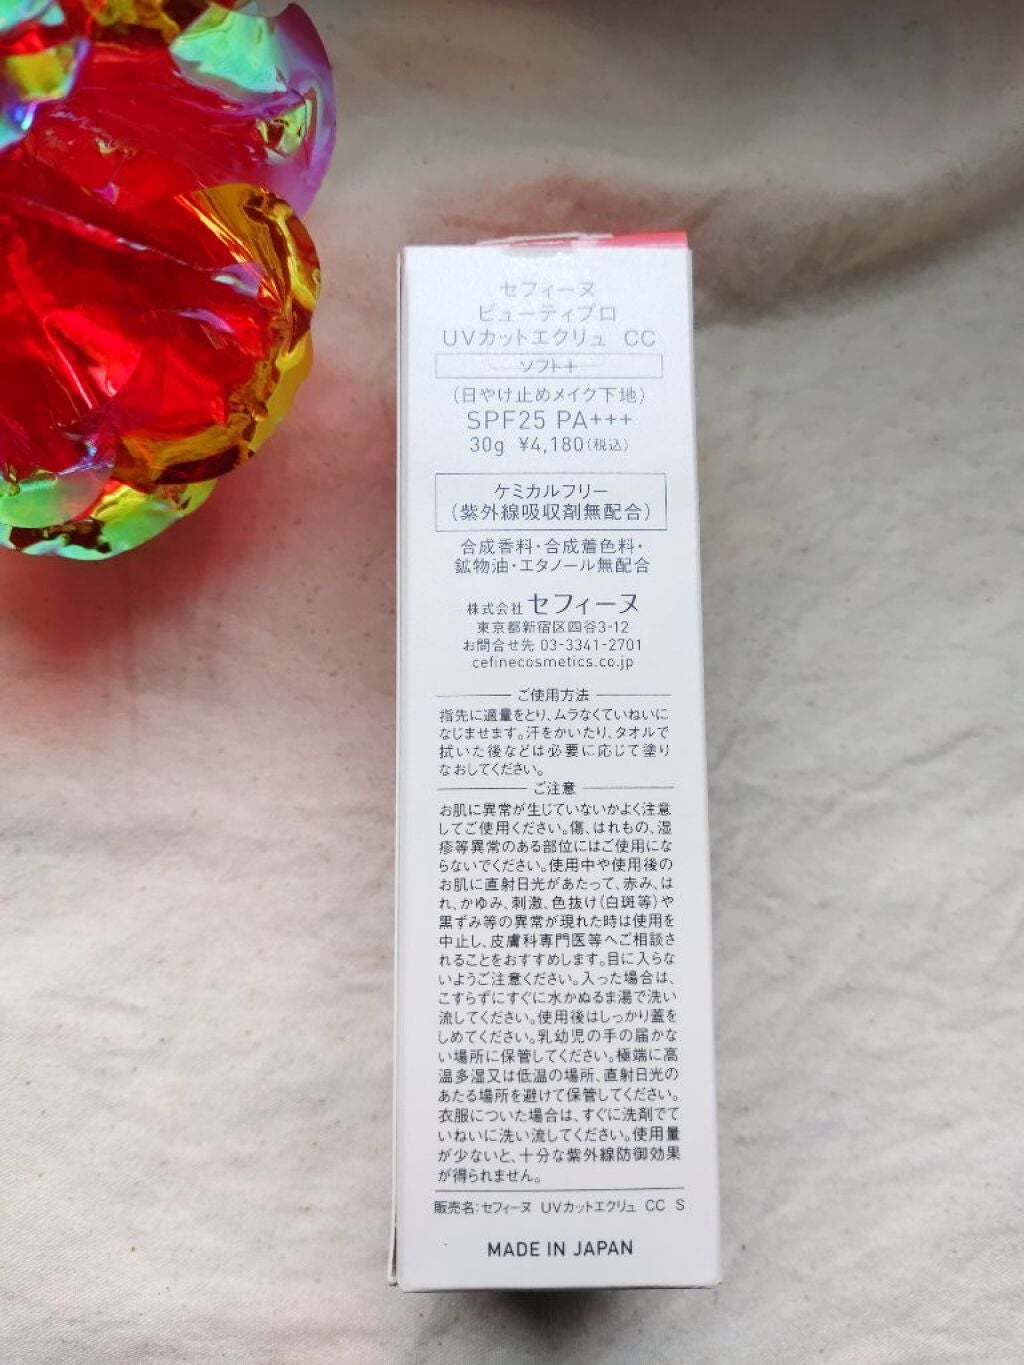 セフィーヌ
ビューティプロ
UVカットエクリュ CC
ソフト+
(日やけ止めメイク下地)
SPF25 PA+++
30g ¥4,180(税込)
ケミカルフリー
(紫外線吸収剤無配合)
合成香料・合成着色料・
鉱物油・エタノール無配合
株式会社 セフィーヌ
東京都新宿区四谷3-12
お問合せ先 03-3341-2701
cefinecosmetics.co.jp
ご使用方法
指先に適量をとり、ムラなくていねいに
なじませます。汗をかいたり、タオルで
拭いた後などは必要に応じて塗り
なおしてください。
ご注意
お肌に異常が生じていないかよく注意
してご使用ください。傷、はれもの、湿
疹等異常のある部位にはご使用にな
らないでください。使用中や使用後の
お肌に直射日光があたって、赤み、は
れ、かゆみ、刺激、色抜け(白斑等)や
黒ずみ等の異常が現れた時は使用を
中止し、皮膚科専門医等へご相談さ
れることをおすすめします。目に入らな
いようご注意ください。入った場合は、
こすらずにすぐに水かぬるま湯で洗い
流してください。使用後はしっかり蓋を
しめてください。乳幼児の手の届かな
い場所に保管してください。極端に高
温多湿又は低温の場所、直射日光の
あたる場所を避けて保管してください。
衣服についた場合は、すぐに洗剤でて
いねいに洗い流してください。使用量
が少ないと、十分な紫外線防御効果
が得られません。
販売名:セフィーヌ UVカットエクリュ CC S
MADE IN JAPAN